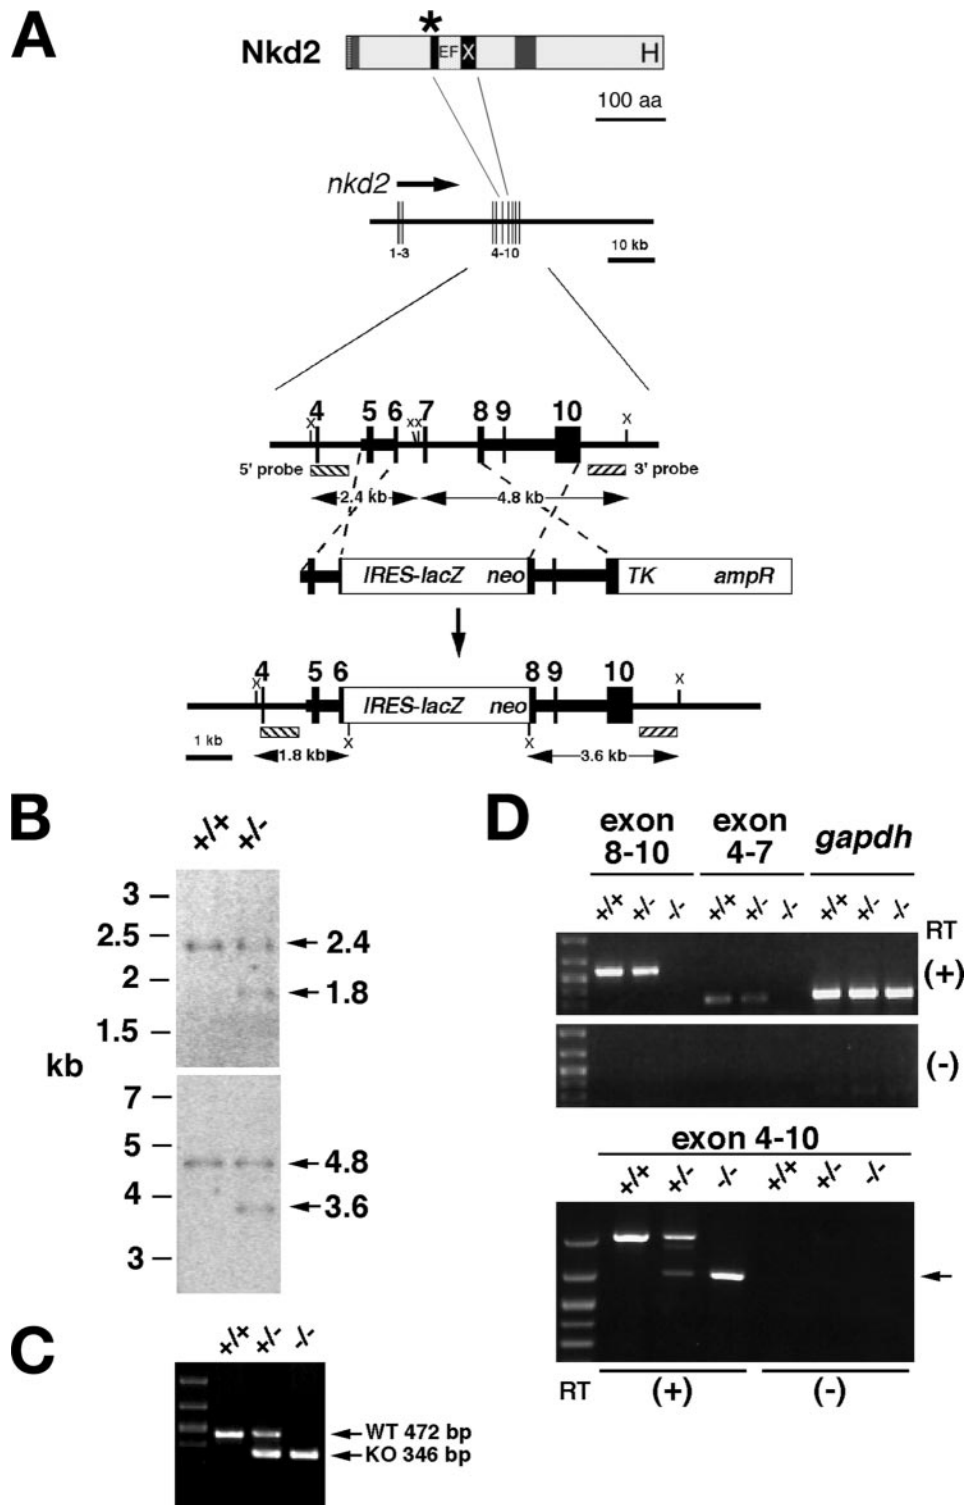 A
*
Nkd2
EF X H
100 aa
nkd2
1-3 4-10
10 kb
4 5 6 7 8 9 10
X XX X
5' probe 3' probe
2.4 kb 4.8 kb
IRES-lacZ neo TK ampR
4 5 6 8 9 10
X X
IRES-lacZ neo
X X
1 kb 1.8 kb 3.6 kb
B
+/+ +/-
3
2.5
2.4
2
1.8
1.5
kb
7
5
4.8
4
3.6
3
C
+/+ +/- -/-
WT 472 bp
KO 346 bp
D
exon 8-10 exon 4-7 gapdh
+/+ +/- -/- +/+ +/- -/- +/+ +/- -/-
RT
(+)
(-)
exon 4-10
+/+ +/- -/- +/+ +/- -/-
RT (+) (-)